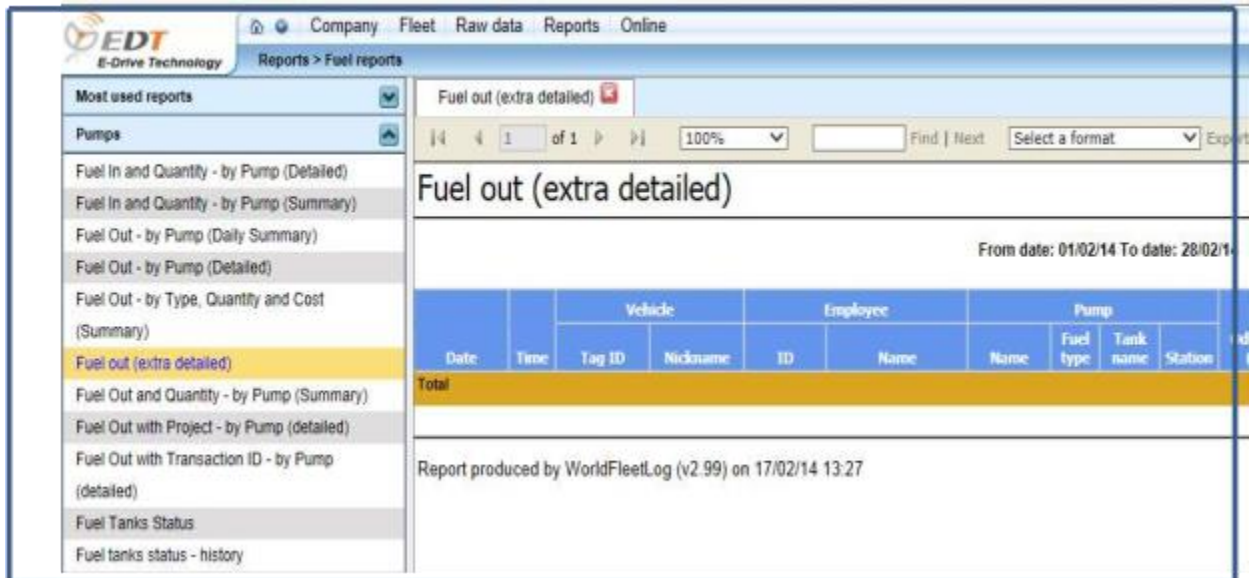 EDT
E-Drive Technology
Company Fleet Raw data Reports Online
Reports > Fuel reports
Most used reports
Pumps
Fuel In and Quantity - by Pump (Detailed)
Fuel In and Quantity - by Pump (Summary)
Fuel Out - by Pump (Daily Summary)
Fuel Out - by Pump (Detailed)
Fuel Out - by Type, Quantity and Cost
(Summary)
Fuel out (extra detailed)
Fuel Out and Quantity - by Pump (Summary)
Fuel Out with Project - by Pump (detailed)
Fuel Out with Transaction ID - by Pump
(detailed)
Fuel Tanks Status
Fuel tanks status - history
Fuel out (extra detailed)
1 of 1 100% Find | Next Select a format Export
Fuel out (extra detailed)
From date: 01/02/14 To date: 28/02/14
Vehicle Employee Pump
Date Time Tag ID Nickname ID Name Name Fuel type Tank name Station
Total
Report produced by WorldFleetLog (v2.99) on 17/02/14 13:27